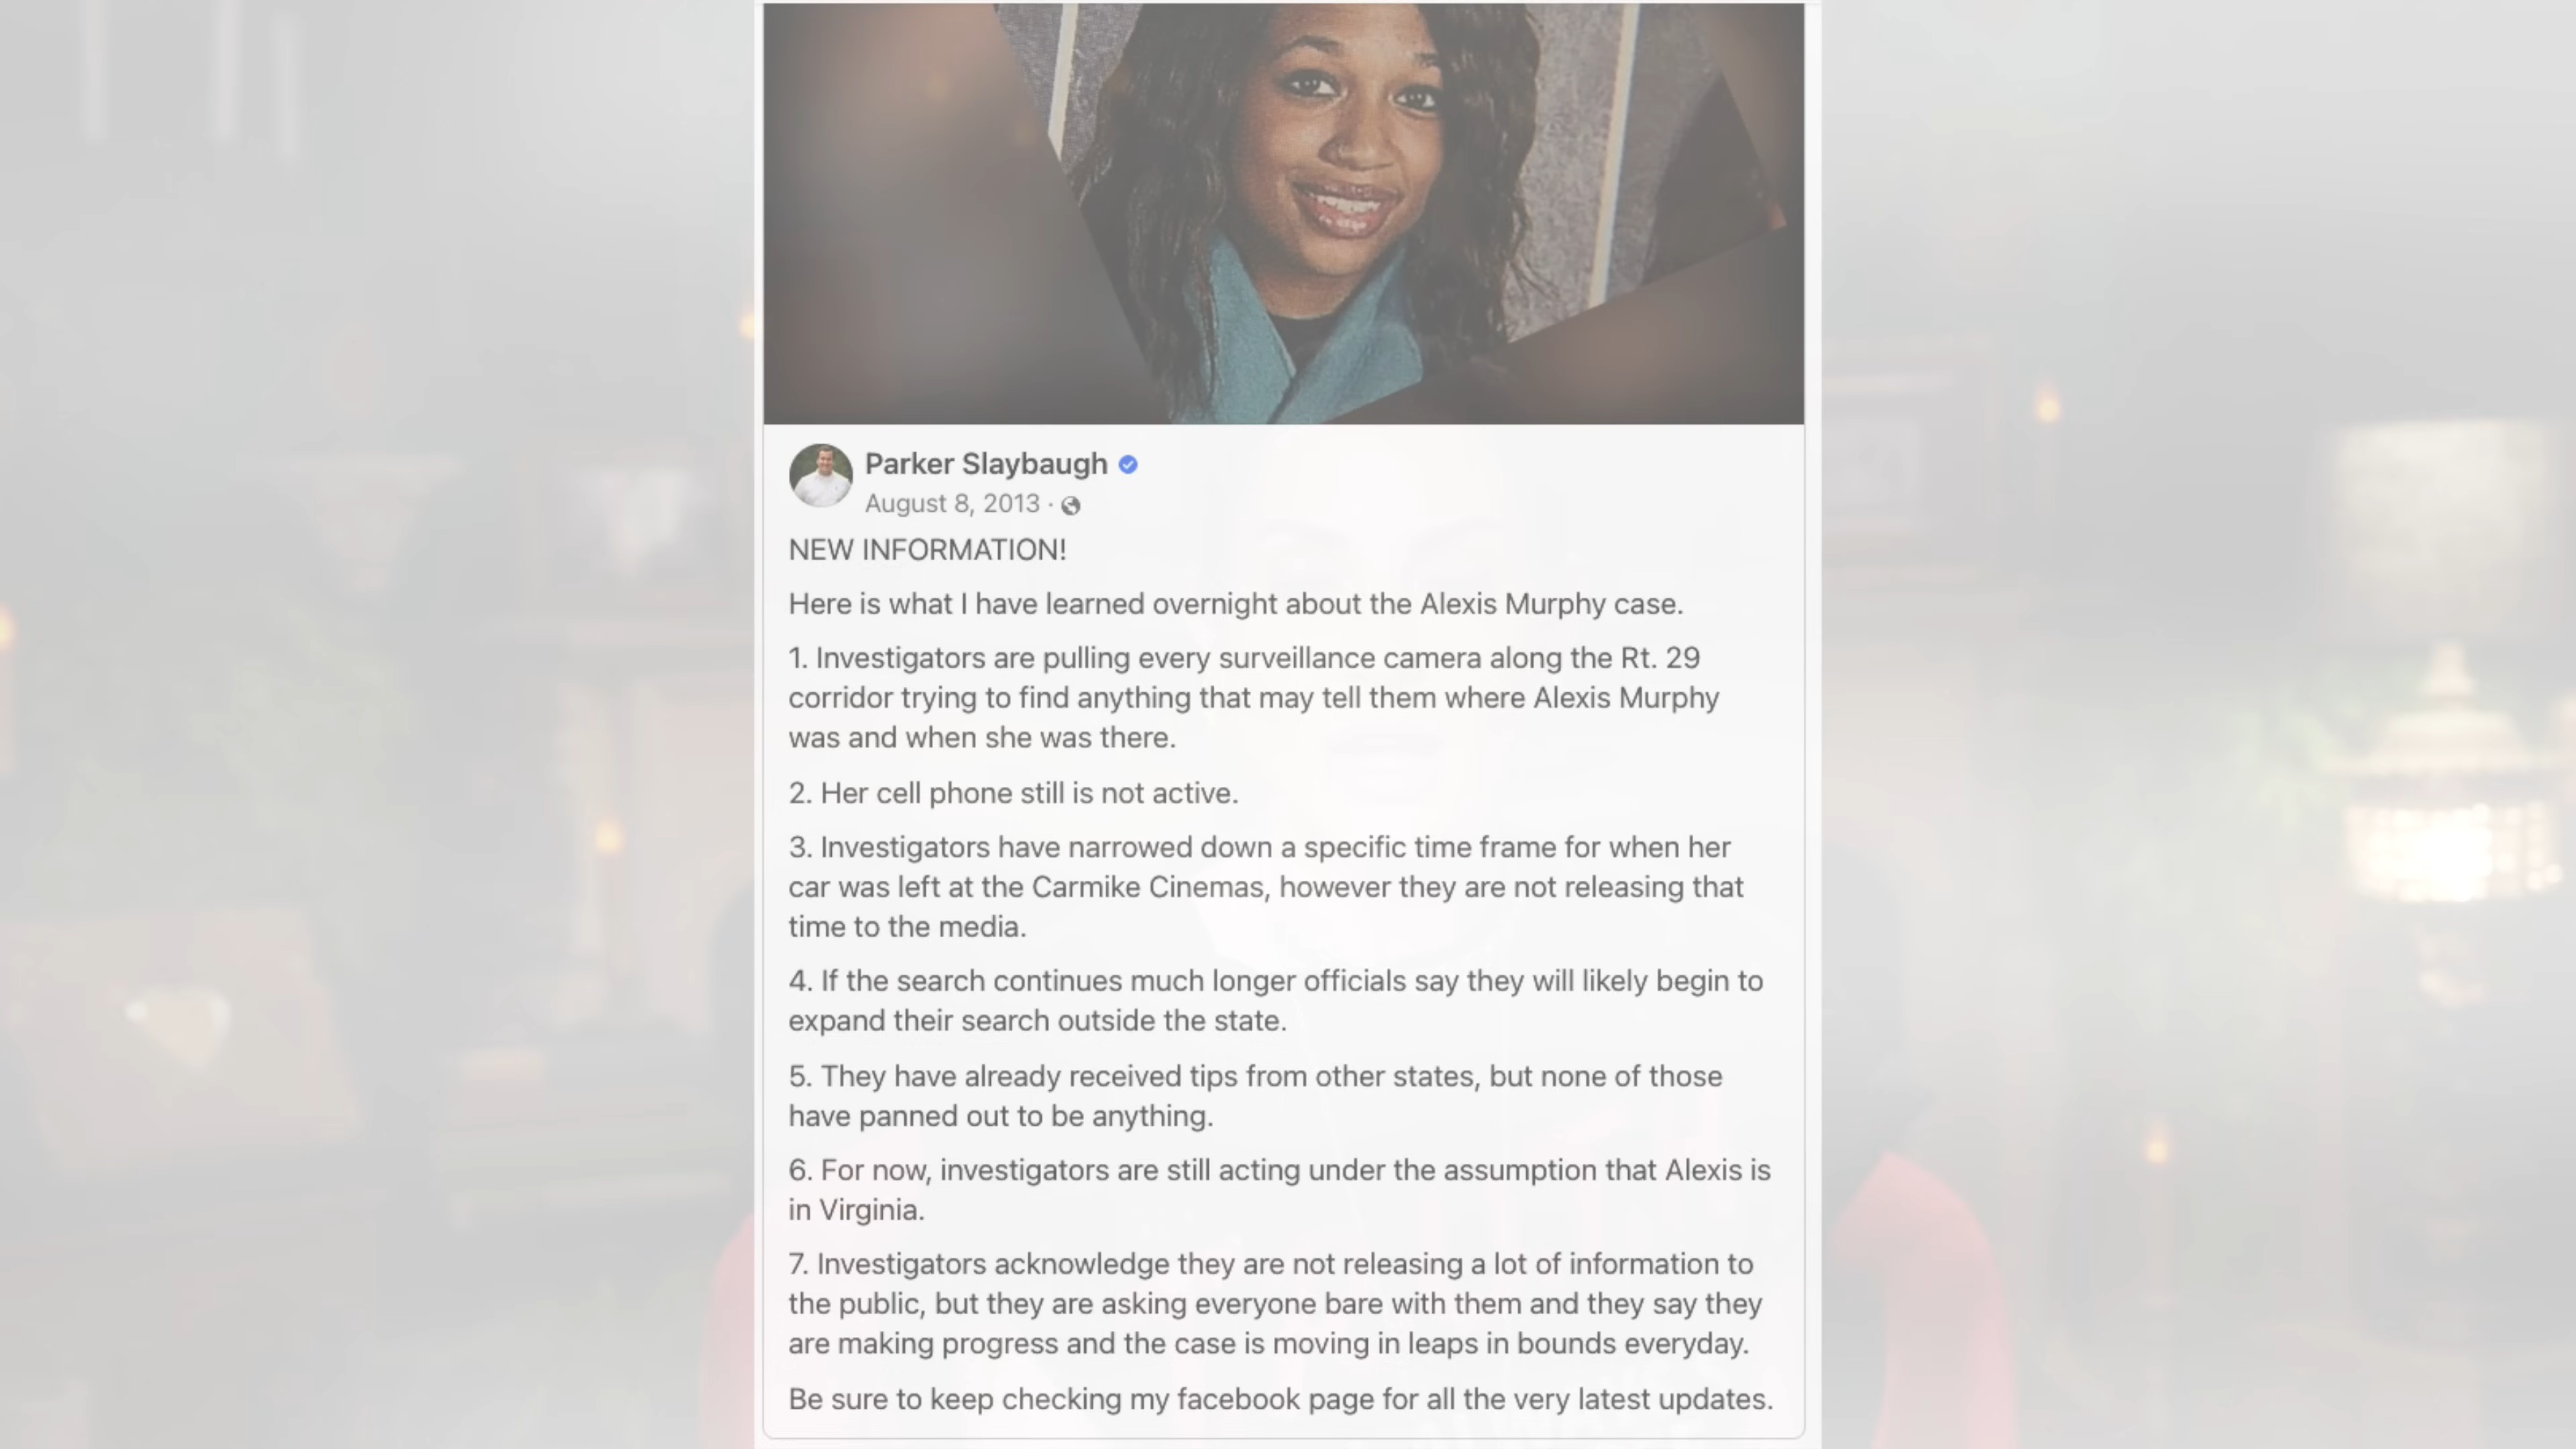 Parker Slaybaugh
August 8, 2013 ·
NEW INFORMATION!
Here is what I have learned overnight about the Alexis Murphy case.
1. Investigators are pulling every surveillance camera along the Rt. 29
corridor trying to find anything that may tell them where Alexis Murphy
was and when she was there.
2. Her cell phone still is not active.
3. Investigators have narrowed down a specific time frame for when her
car was left at the Carmike Cinemas, however they are not releasing that
time to the media.
4. If the search continues much longer officials say they will likely begin to
expand their search outside the state.
5. They have already received tips from other states, but none of those
have panned out to be anything.
6. For now, investigators are still acting under the assumption that Alexis is
in Virginia.
7. Investigators acknowledge they are not releasing a lot of information to
the public, but they are asking everyone bare with them and they say they
are making progress and the case is moving in leaps in bounds everyday.
Be sure to keep checking my facebook page for all the very latest updates.